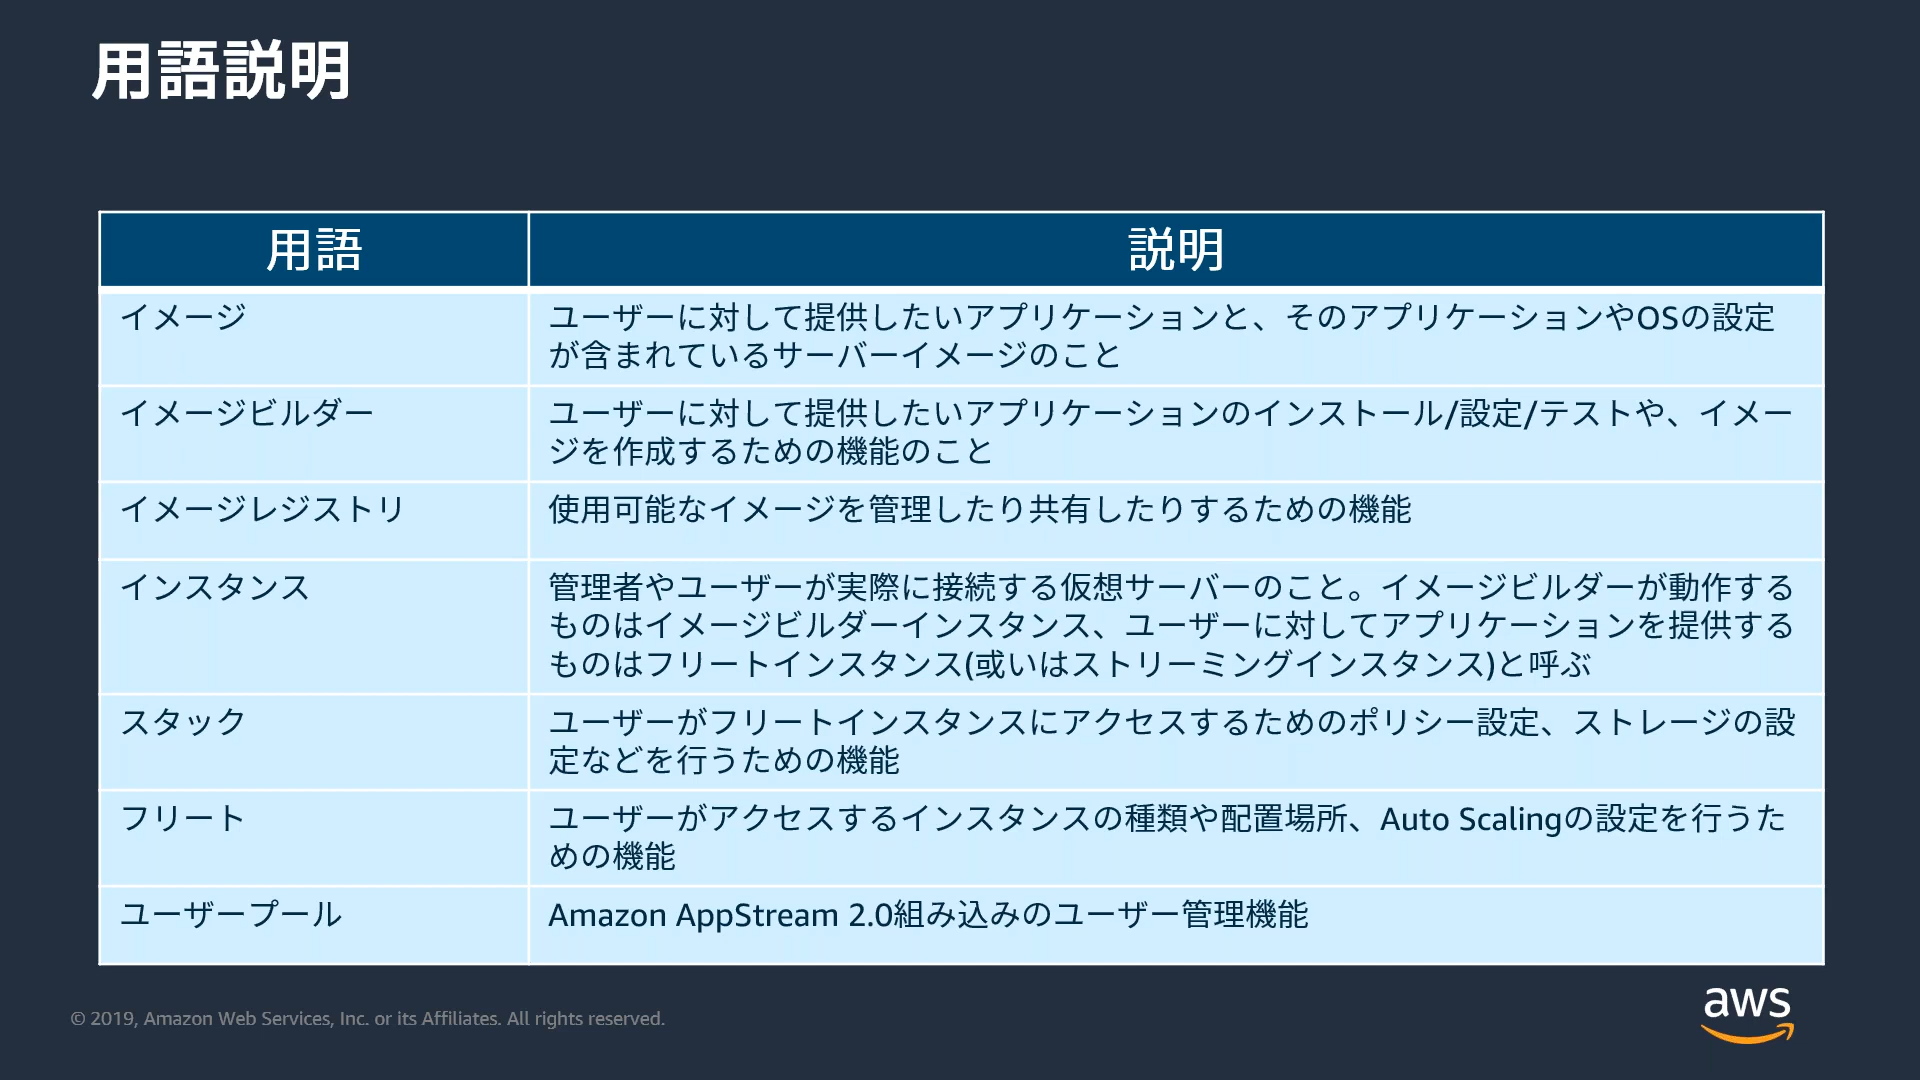 用語説明
用語
説明
イメージ
ユーザーに対して提供したいアプリケーションと、そのアプリケーションやOSの設定
が含まれているサーバーイメージのこと
イメージビルダー
ユーザーに対して提供したいアプリケーションのインストール/設定/テストや、イメー
ジを作成するための機能のこと
イメージレジストリ
使用可能なイメージを管理したり共有したりするための機能
インスタンス
管理者やユーザーが実際に接続する仮想サーバーのこと。イメージビルダーが動作する
ものはイメージビルダーインスタンス、ユーザーに対してアプリケーションを提供する
ものはフリートインスタンス(或いはストリーミングインスタンス)と呼ぶ
スタック
ユーザーがフリートインスタンスにアクセスするためのポリシー設定、ストレージの設
定などを行うための機能
フリート
ユーザーがアクセスするインスタンスの種類や配置場所、Auto Scalingの設定を行うた
めの機能
ユーザープール
Amazon AppStream 2.0組み込みのユーザー管理機能
© 2019, Amazon Web Services, Inc. or its Affiliates. All rights reserved.
aws